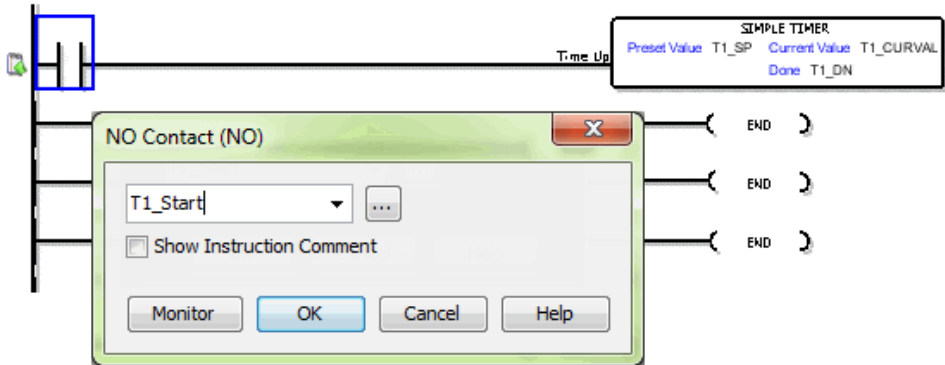 SIMPLE TIMER
Time Up Preset Value T1_SP Current Value T1_CURVAL
Done T1_DN
NO Contact (NO)
END
T1_Start
...
END
Show Instruction Comment
END
Monitor OK Cancel Help